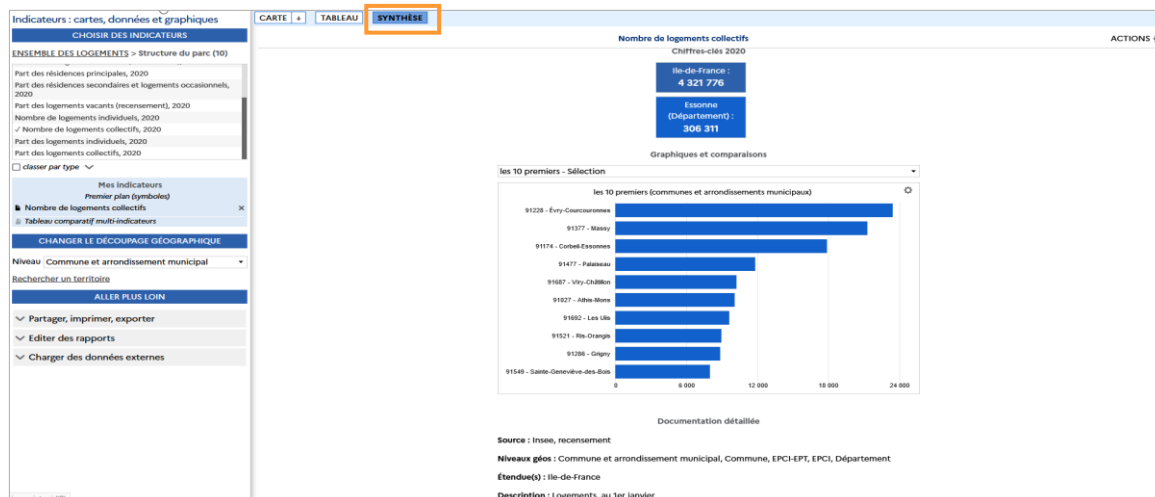 Indicateurs : cartes, données et graphiques
CHOISIR DES INDICATEURS
ENSEMBLE DES LOGEMENTS > Structure du parc (10)
Part des résidences principales, 2020
Part des résidences secondaires et logements occasionnels,
2020
Part des logements vacants (recensement), 2020
Nombre de logements individuels, 2020
✓ Nombre de logements collectifs, 2020
Part des logements individuels, 2020
Part des logements collectifs, 2020
classer par type
Mes indicateurs
Premier plan (symboles)
Nombre de logements collectifs ×
Tableau comparatif multi-indicateurs
CHANGER LE DÉCOUPAGE GÉOGRAPHIQUE
Niveau Commune et arrondissement municipal
Rechercher un territoire
ALLER PLUS LOIN
Partager, imprimer, exporter
Editer des rapports
Charger des données externes
CARTE + TABLEAU SYNTHÈSE
Nombre de logements collectifs
ACTIONS
Chiffres-clés 2020
Ile-de-France :
4 321 776
Essonne
(Département) :
306 311
Graphiques et comparaisons
les 10 premiers - Sélection
les 10 premiers (communes et arrondissements municipaux)
91228 - Évry-Courcouronnes
91377 - Massy
91174 - Corbeil-Essonnes
91477 - Palaiseau
91687 - Viry-Châtillon
91027 - Athis-Mons
91692 - Les Ulis
91521 - Ris-Orangis
91286 - Grigny
91549 - Sainte-Geneviève-des-Bois
0 6 000 12 000 18 000 24 000
Documentation détaillée
Source : Insee, recensement
Niveaux géos : Commune et arrondissement municipal, Commune, EPCI-EPT, EPCI, Département
Étendue(s) : Ile-de-France
Description : Logements, au 1er janvier